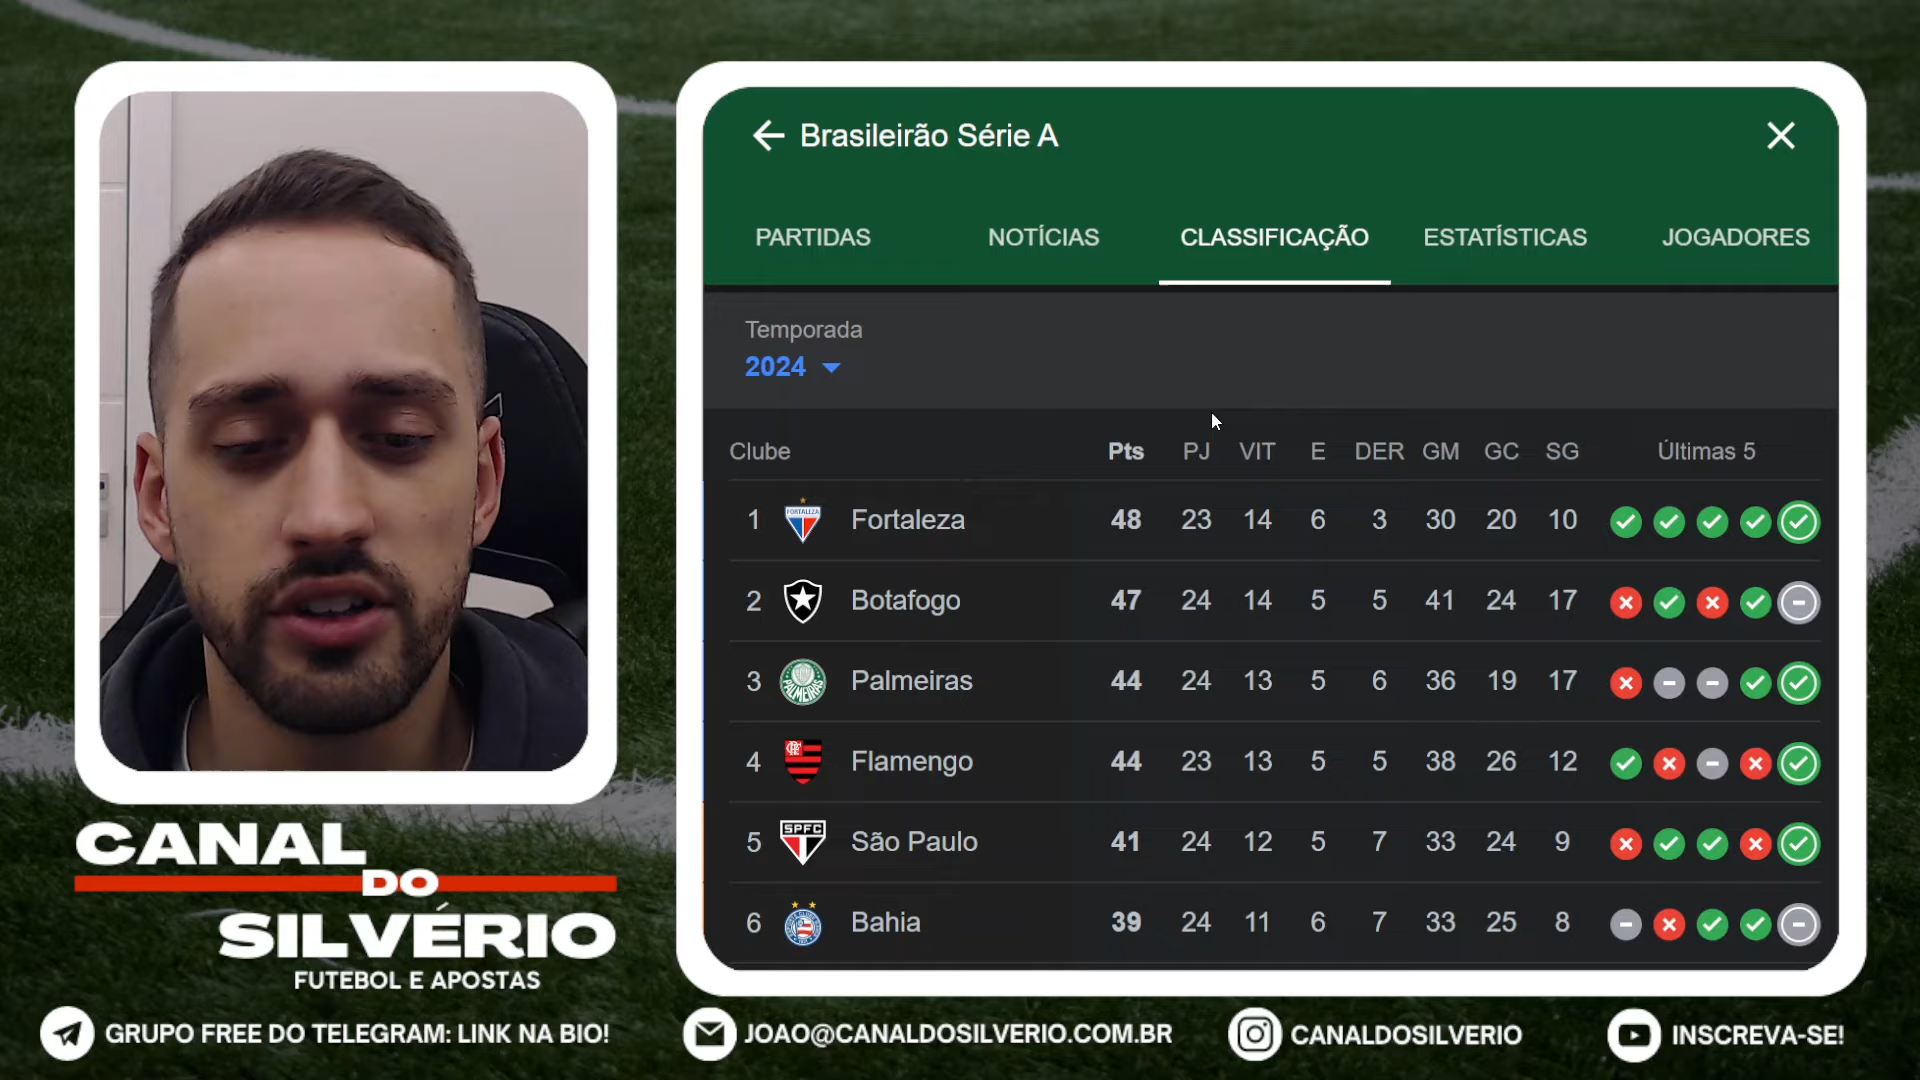 Brasileirão Série A
PARTIDAS NOTÍCIAS CLASSIFICAÇÃO ESTATÍSTICAS JOGADORES
Temporada
2024
Clube Pts PJ VIT E DER GM GC SG Últimas 5
1 FORTALEZA Fortaleza 48 23 14 6 3 30 20 10
2 Botafogo 47 24 14 5 5 41 24 17
3 PALMEIRAS Palmeiras 44 24 13 5 6 36 19 17
4 Flamengo 44 23 13 5 5 38 26 12
5 SPFC São Paulo 41 24 12 5 7 33 24 9
6 Bahia 39 24 11 6 7 33 25 8
CANAL
DO
SILVÉRIO
FUTEBOL E APOSTAS
GRUPO FREE DO TELEGRAM: LINK NA BIO! JOAO@CANALDOSILVERIO.COM.BR CANALDOSILVERIO INSCREVA-SE!